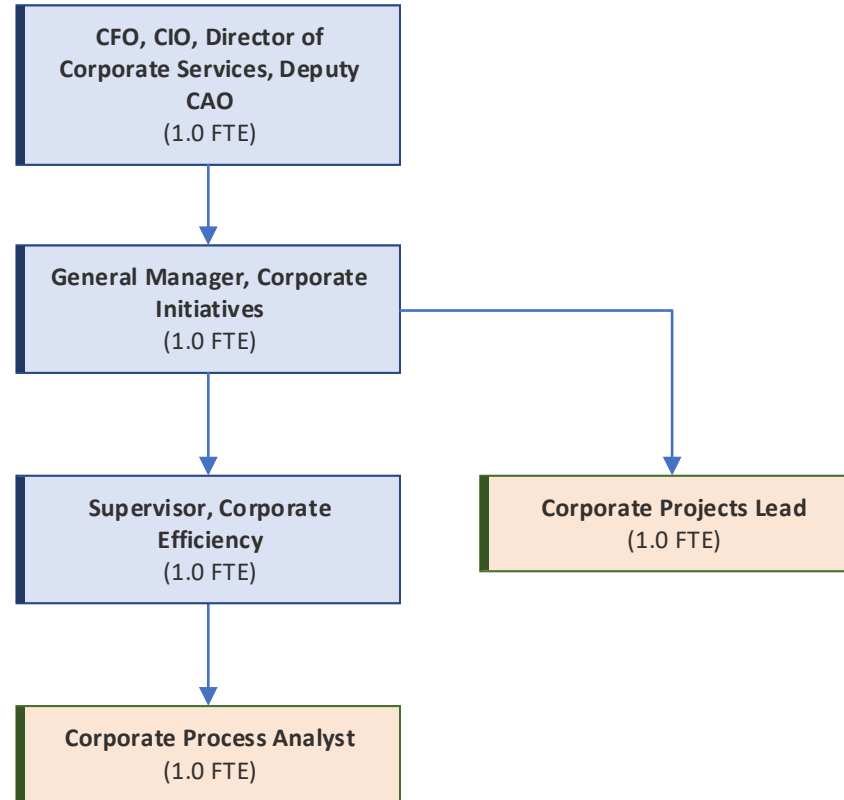 CFO, CIO, Director of
Corporate Services, Deputy
CAO
(1.0 FTE)
General Manager, Corporate
Initiatives
(1.0 FTE)
Supervisor, Corporate
Efficiency
(1.0 FTE)
Corporate Projects Lead
(1.0 FTE)
Corporate Process Analyst
(1.0 FTE)